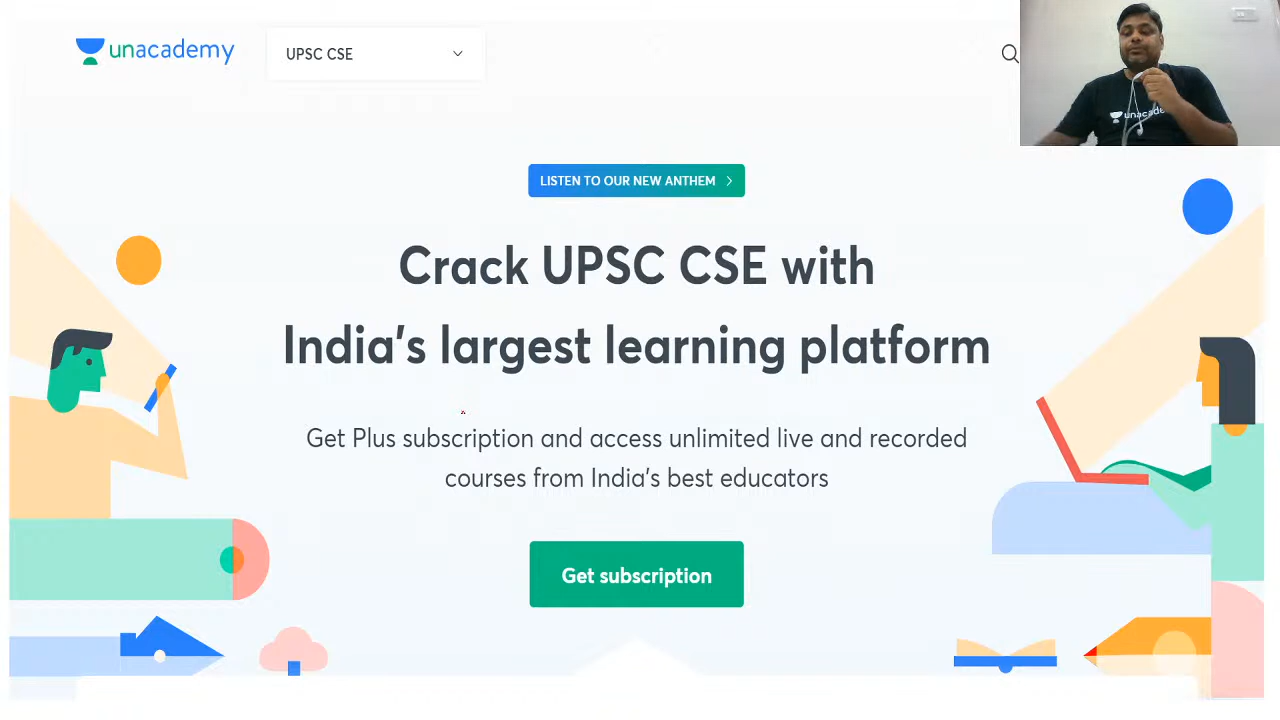 unacademy
UPSC CSE
LISTEN TO OUR NEW ANTHEM
Crack UPSC CSE with
India's largest learning platform
Get Plus subscription and access unlimited live and recorded
courses from India's best educators
Get subscription